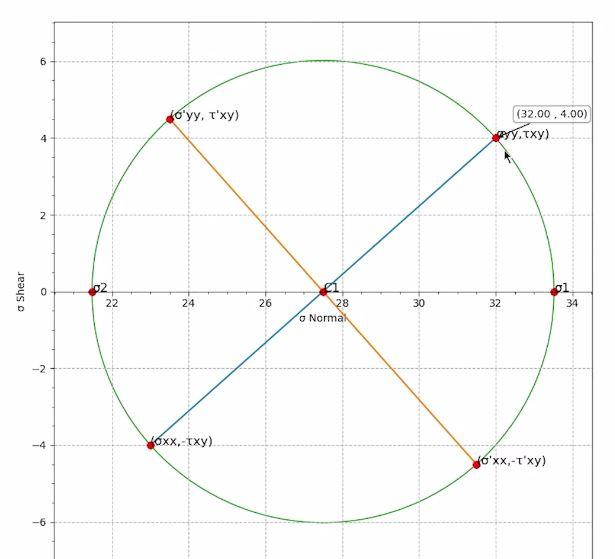 6
(σ'yy, τ'xy)
(32.00 , 4.00)
4
σyy,τxy)
2
σ Shear
0
σ2
C1
σ1
22
24
26
28
30
32
34
σ Normal
−2
−4
(σxx,-τxy)
(σ'xx,-τ'xy)
−6